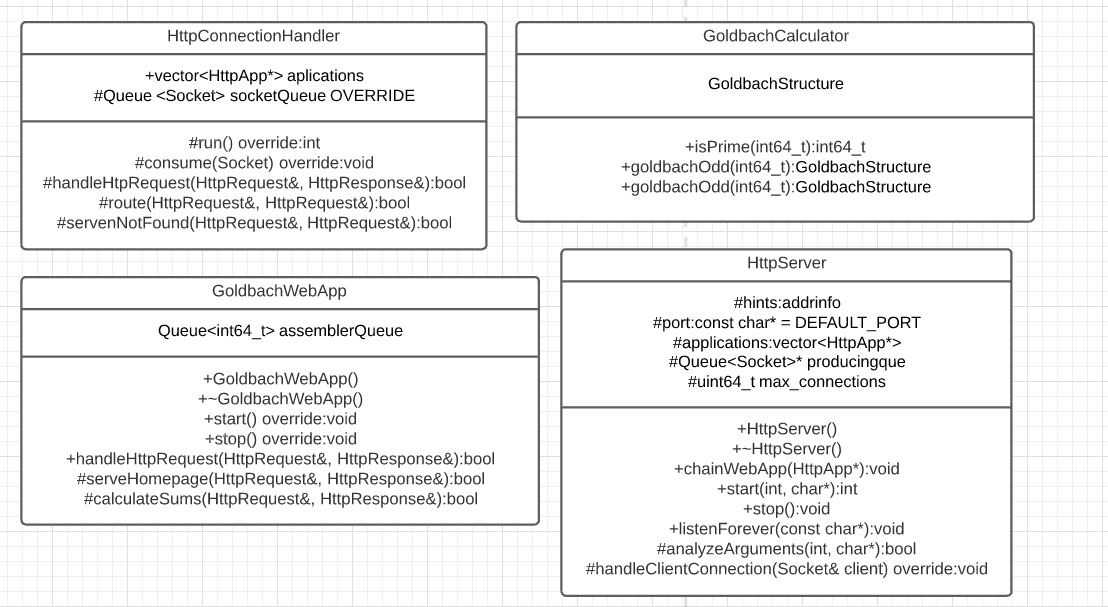 HttpConnectionHandler
+vector<HttpApp*> aplications
#Queue <Socket> socketQueue OVERRIDE
#run() override:int
#consume(Socket) override:void
#handleHtpRequest(HttpRequest&, HttpResponse&):bool
#route(HttpRequest&, HttpRequest&):bool
#servenNotFound(HttpRequest&, HttpRequest&):bool
GoldbachCalculator
GoldbachStructure
+isPrime(int64_t):int64_t
+goldbachOdd(int64_t):GoldbachStructure
+goldbachOdd(int64_t):GoldbachStructure
GoldbachWebApp
Queue<int64_t> assemblerQueue
+GoldbachWebApp()
+~GoldbachWebApp()
+start() override:void
+stop() override:void
+handleHttpRequest(HttpRequest&, HttpResponse&):bool
#serveHomepage(HttpRequest&, HttpResponse&):bool
#calculateSums(HttpRequest&, HttpResponse&):bool
HttpServer
#hints:addrinfo
#port:const char* = DEFAULT_PORT
#applications:vector<HttpApp*>
#Queue<Socket>* producingque
#uint64_t max_connections
+HttpServer()
+~HttpServer()
+chainWebApp(HttpApp*):void
+start(int, char*):int
+stop():void
+listenForever(const char*):void
#analyzeArguments(int, char*):bool
#handleClientConnection(Socket& client) override:void